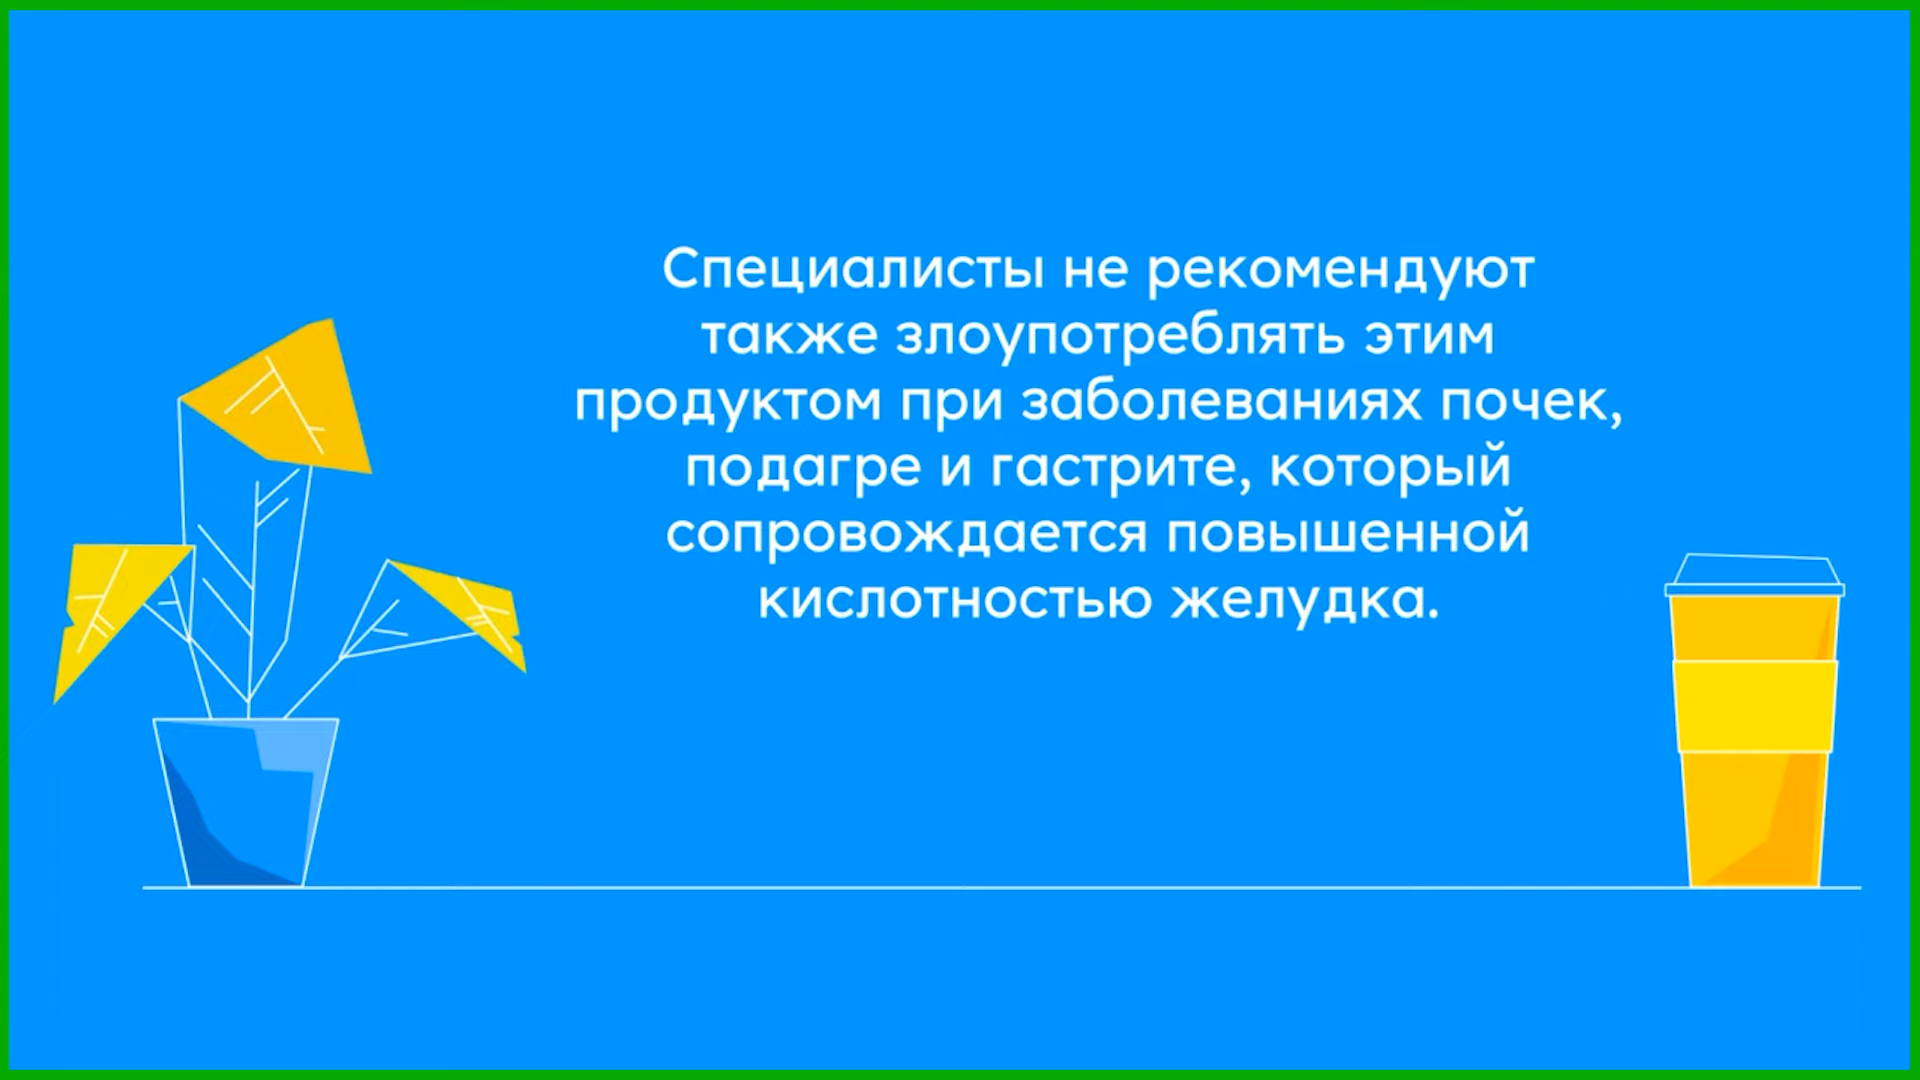 Специалисты не рекомендуют
также злоупотреблять этим
продуктом при заболеваниях почек,
подагре и гастрите, который
сопровождается повышенной
кислотностью желудка.